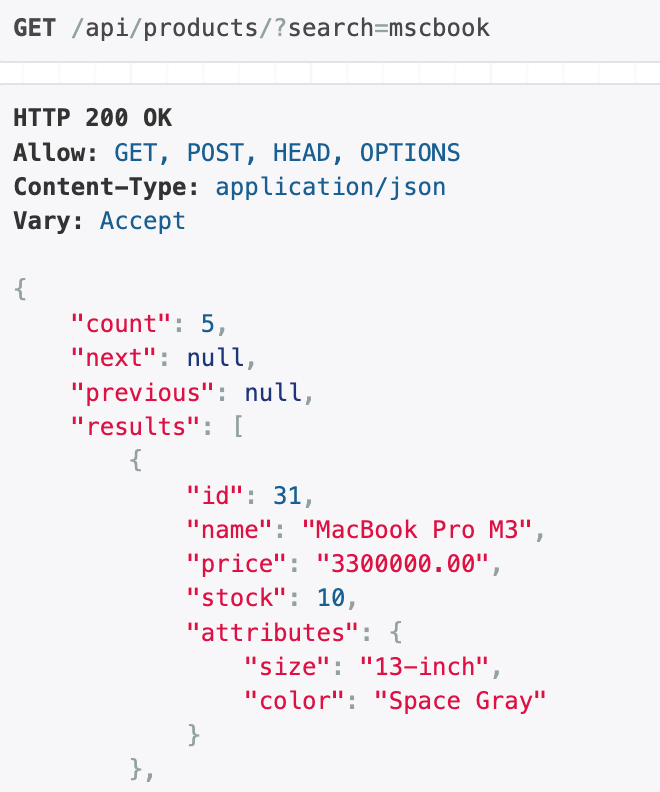 GET /api/products/?search=mscbook
HTTP 200 OK
Allow: GET, POST, HEAD, OPTIONS
Content-Type: application/json
Vary: Accept
{
    "count": 5,
    "next": null,
    "previous": null,
    "results": [
        {
            "id": 31,
            "name": "MacBook Pro M3",
            "price": "3300000.00",
            "stock": 10,
            "attributes": {
                "size": "13-inch",
                "color": "Space Gray"
            }
        },